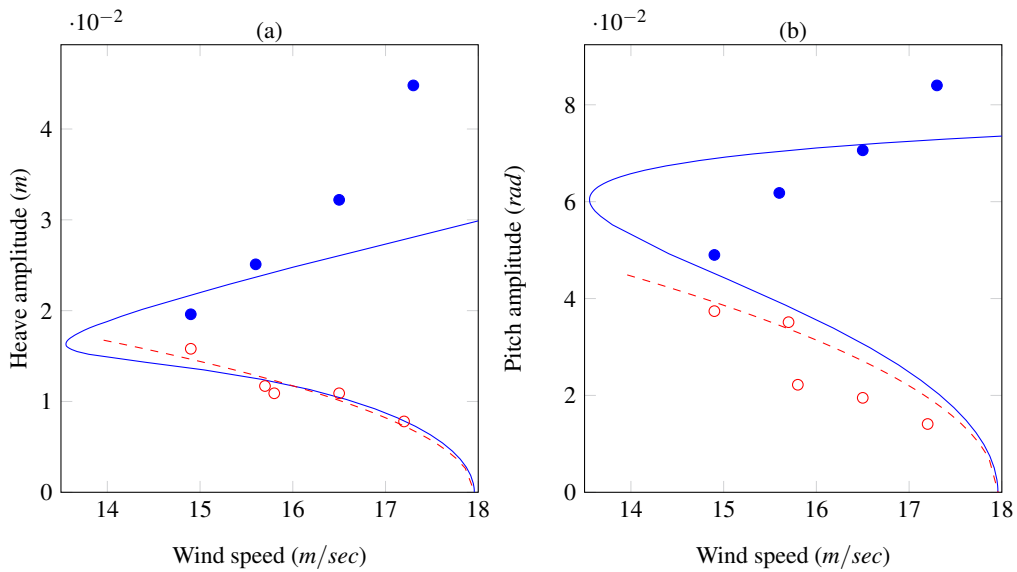 ·10−2
(a)
4
3
2
1
0
Heave amplitude (m)
14 15 16 17 18
Wind speed (m/sec)
·10−2
(b)
8
6
4
2
0
Pitch amplitude (rad)
14 15 16 17 18
Wind speed (m/sec)